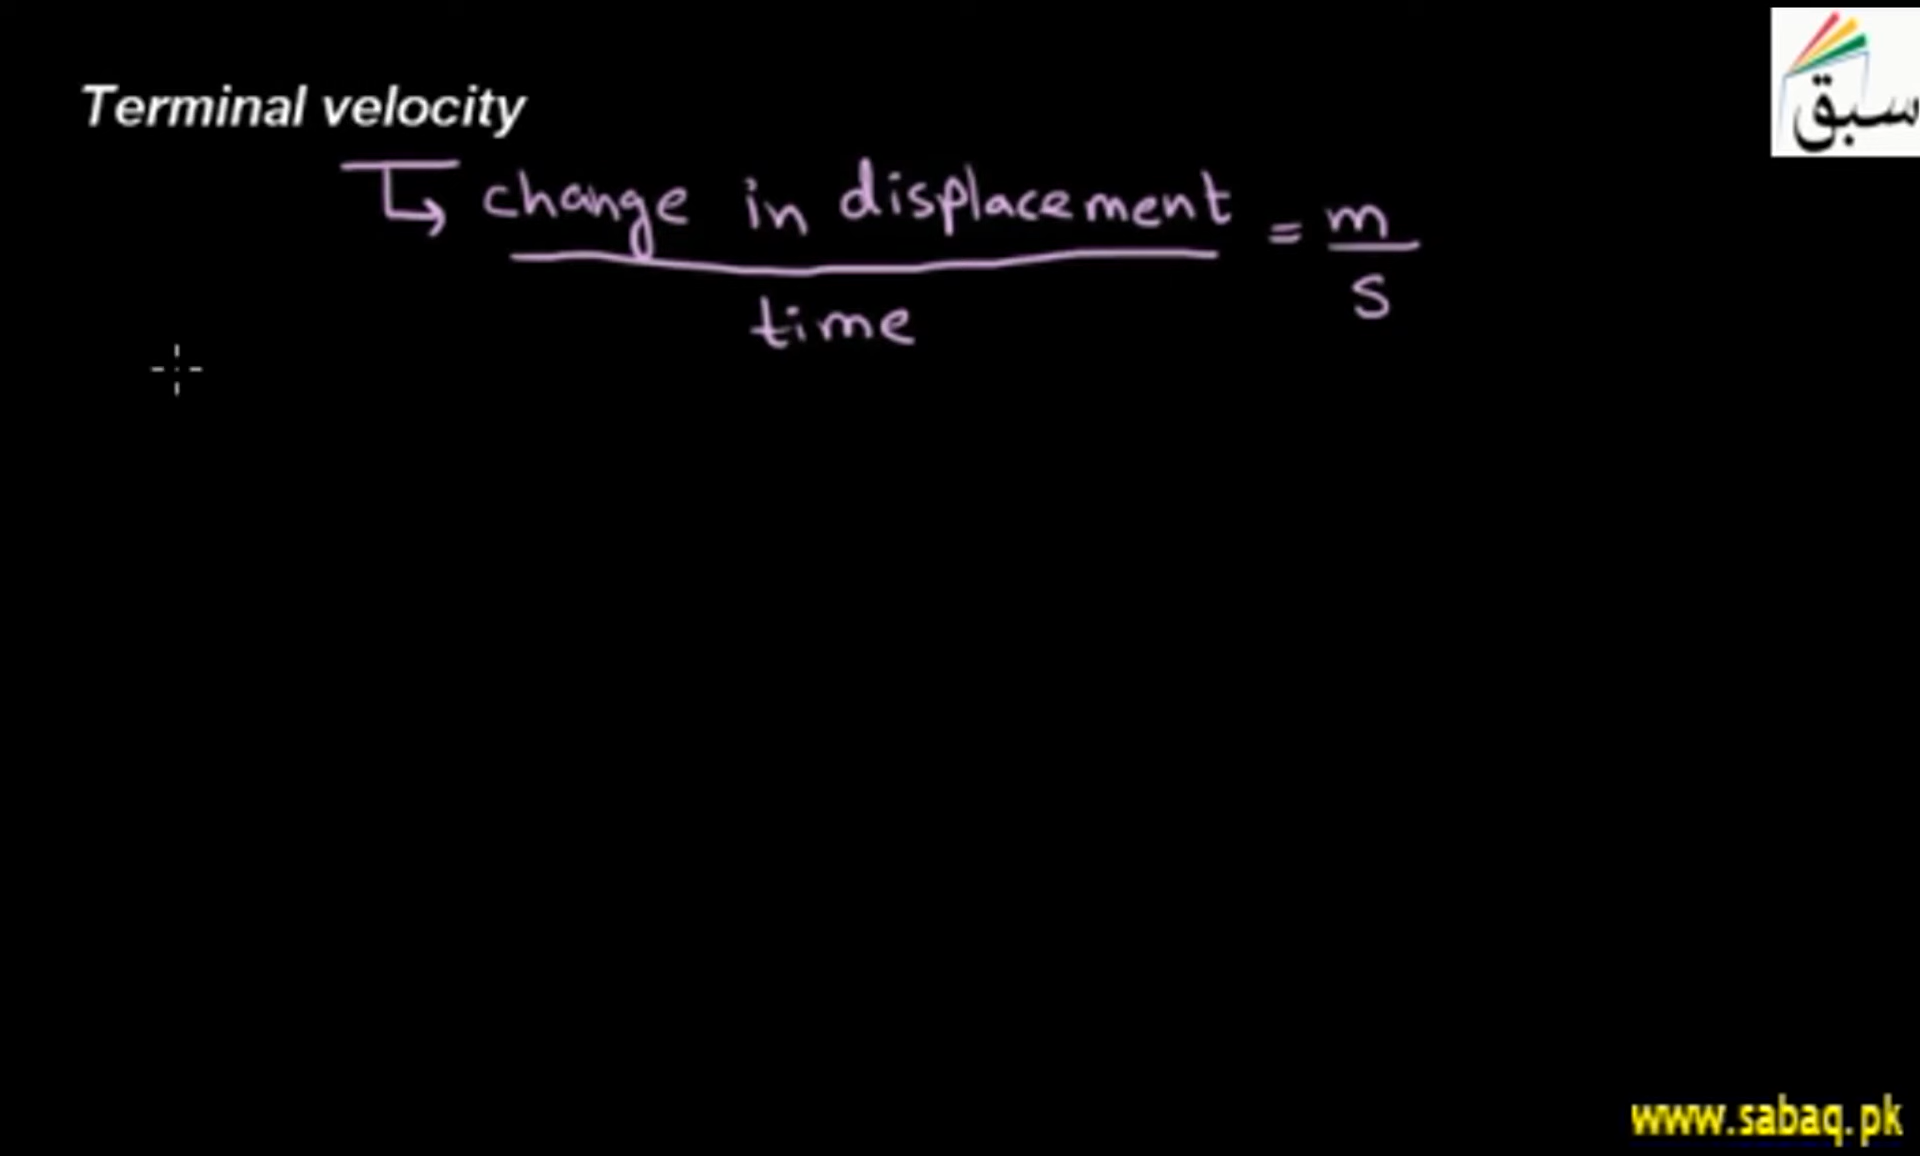 سبق
Terminal velocity
change in displacement = m
time s
www.sabaq.pk